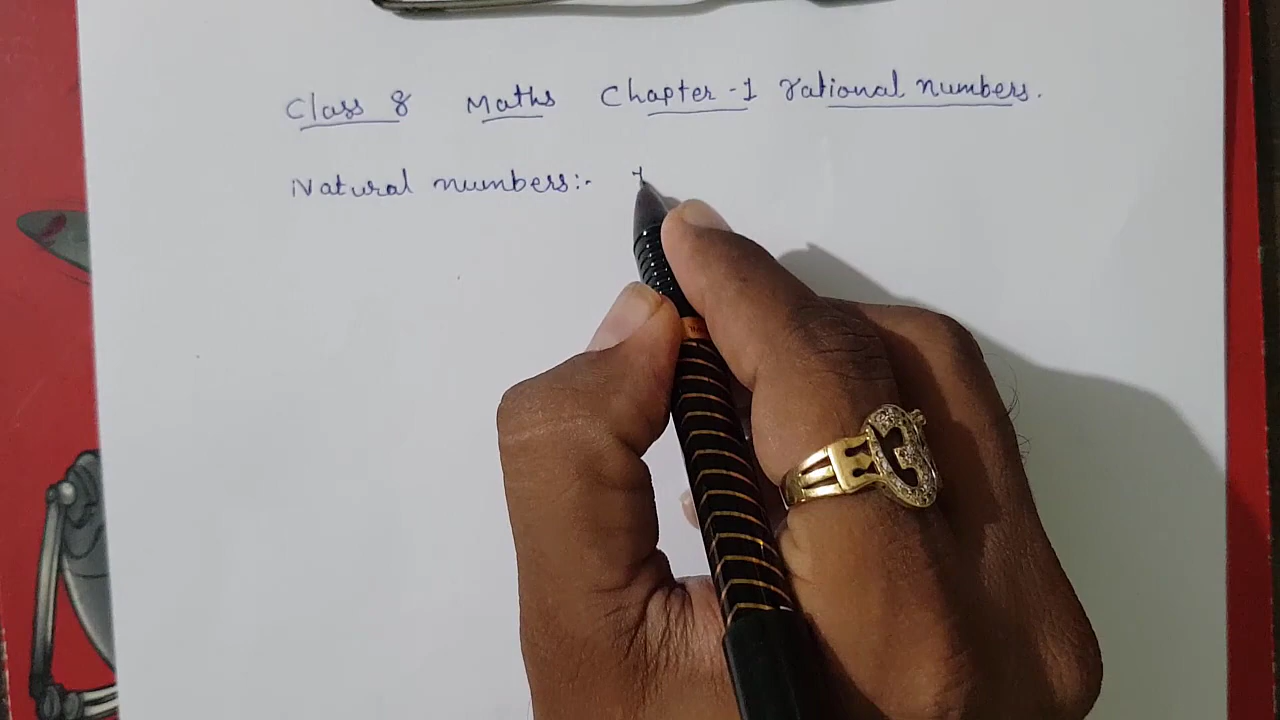 Class 8 Maths Chapter -1 rational numbers.
Natural numbers:-